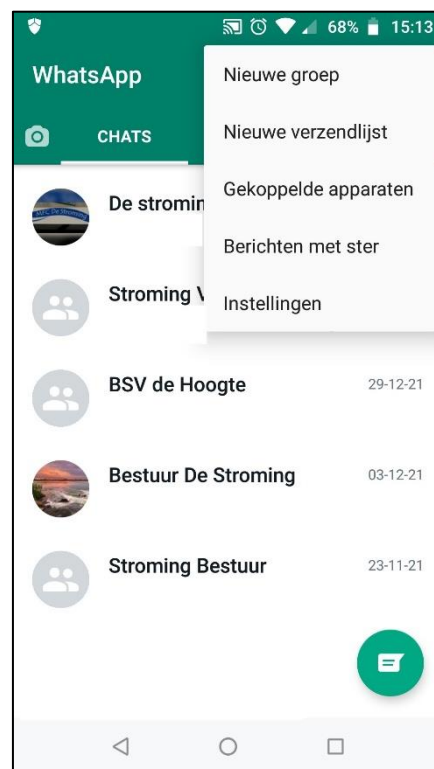 68% 15:13
WhatsApp
Nieuwe groep
CHATS
Nieuwe verzendlijst
Gekoppelde apparaten
De stromin
Berichten met ster
Stroming V
Instellingen
BSV de Hoogte 29-12-21
Bestuur De Stroming 03-12-21
Stroming Bestuur 23-11-21